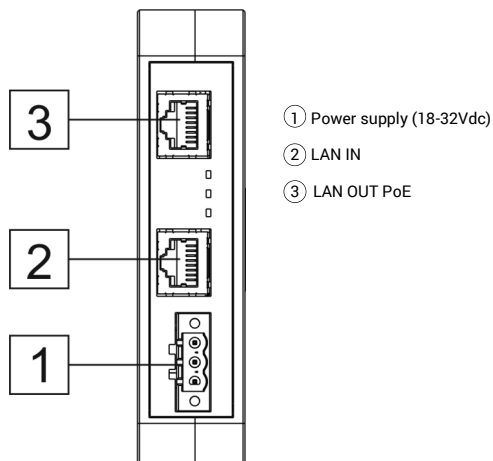 3
2
1
1 Power supply (18-32Vdc)
2 LAN IN
3 LAN OUT PoE